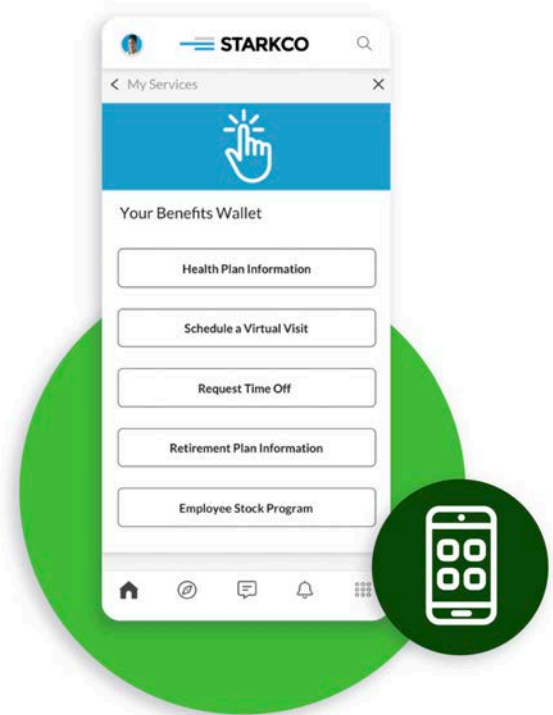 STARKCO
My Services
Your Benefits Wallet
Health Plan Information
Schedule a Virtual Visit
Request Time Off
Retirement Plan Information
Employee Stock Program